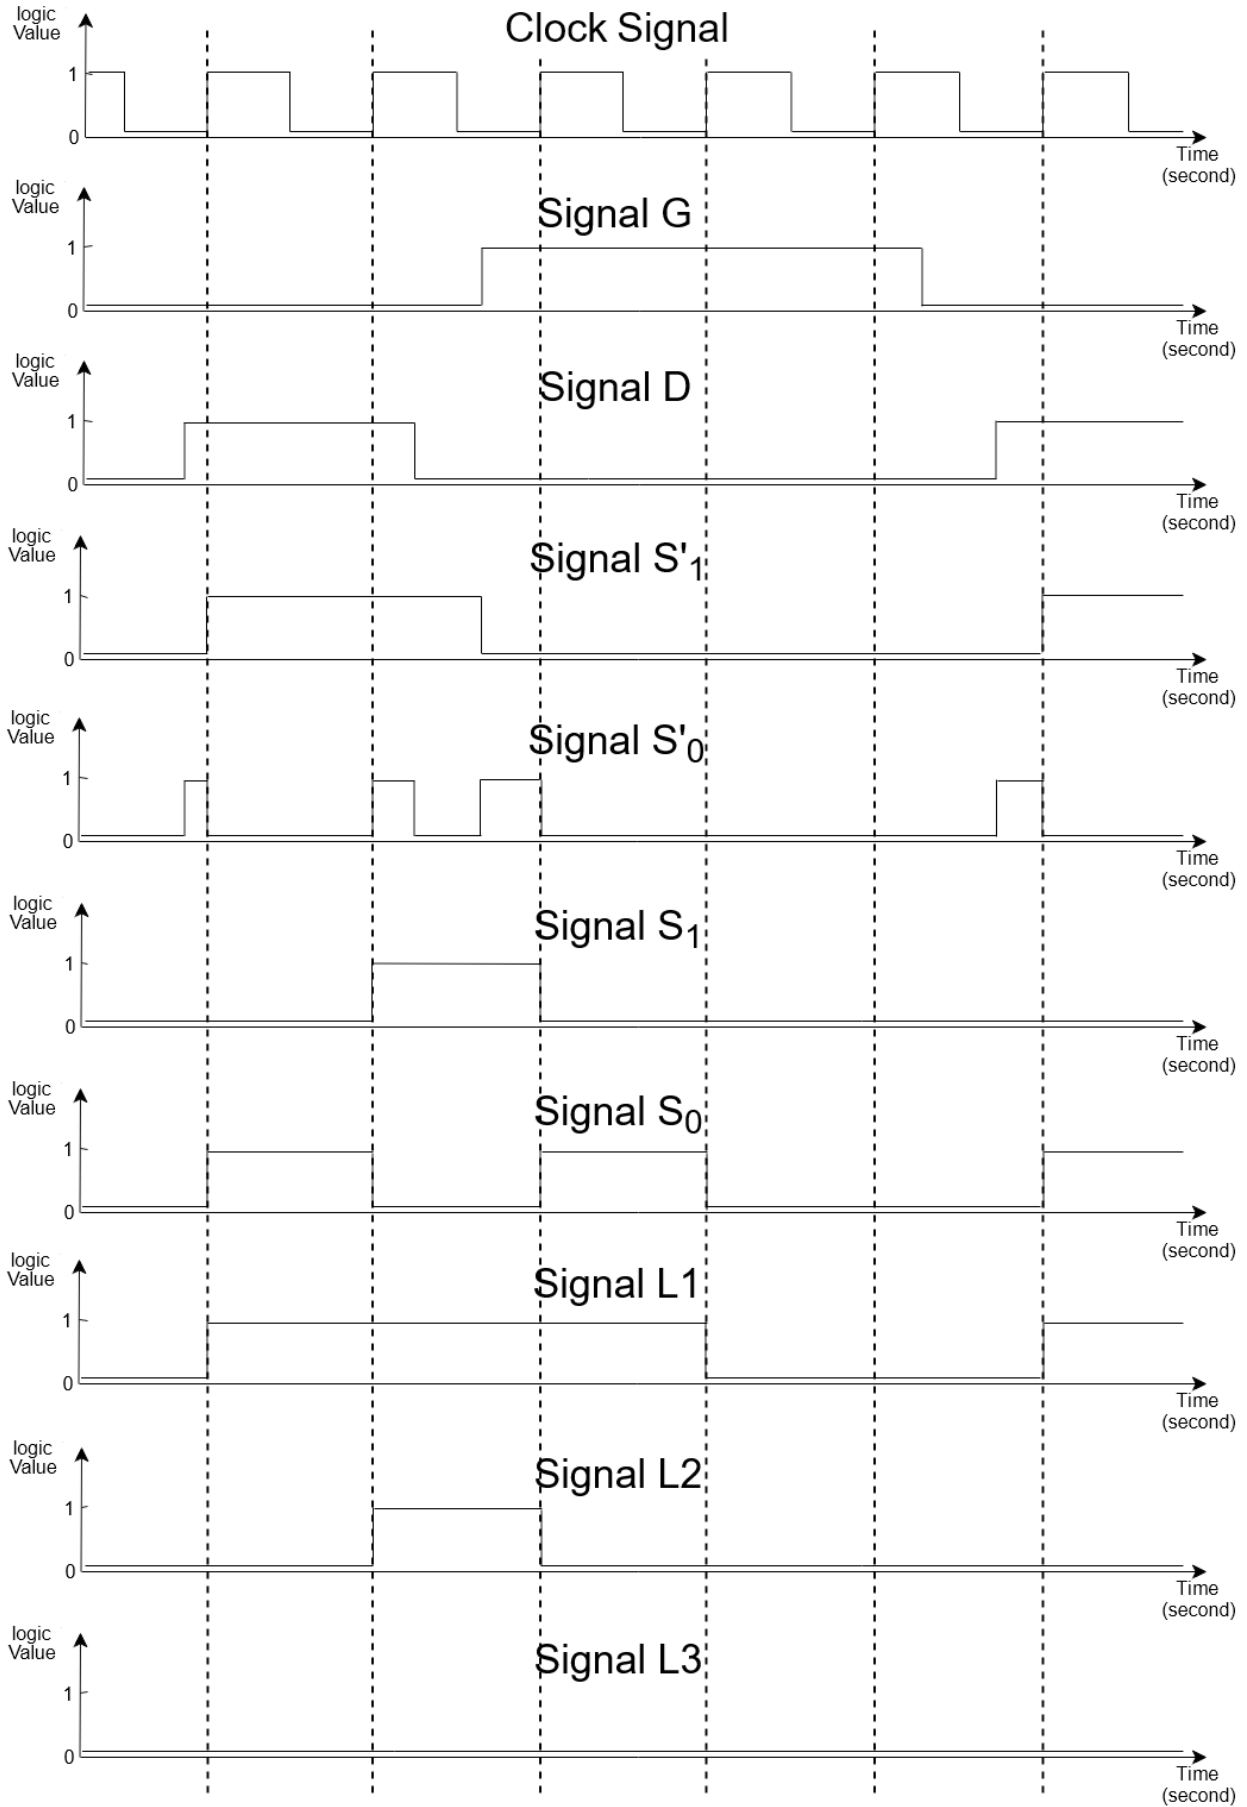 logic
Value
Clock Signal
1
0
Time
(second)
logic
Value
Signal G
1
0
Time
(second)
logic
Value
Signal D
1
0
Time
(second)
logic
Value
Signal S'1
1
0
Time
(second)
logic
Value
Signal S'0
1
0
Time
(second)
logic
Value
Signal S1
1
0
Time
(second)
logic
Value
Signal S0
1
0
Time
(second)
logic
Value
Signal L1
1
0
Time
(second)
logic
Value
Signal L2
1
0
Time
(second)
logic
Value
Signal L3
1
0
Time
(second)